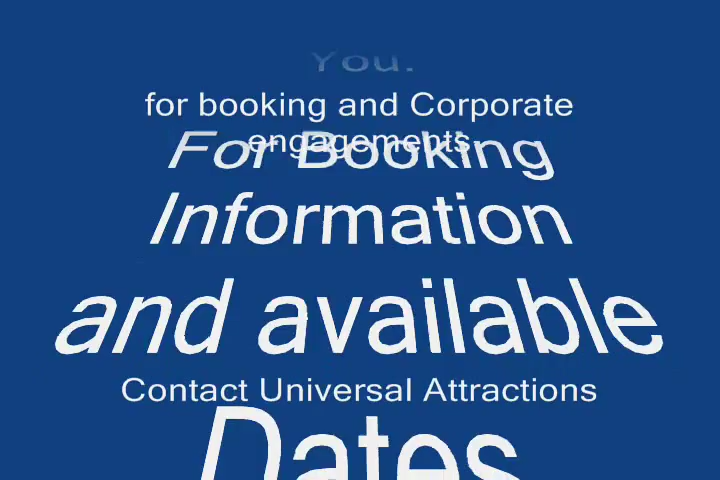 You.
for booking and Corporate
engagements
For Booking
Information
and available
Contact Universal Attractions
Dates